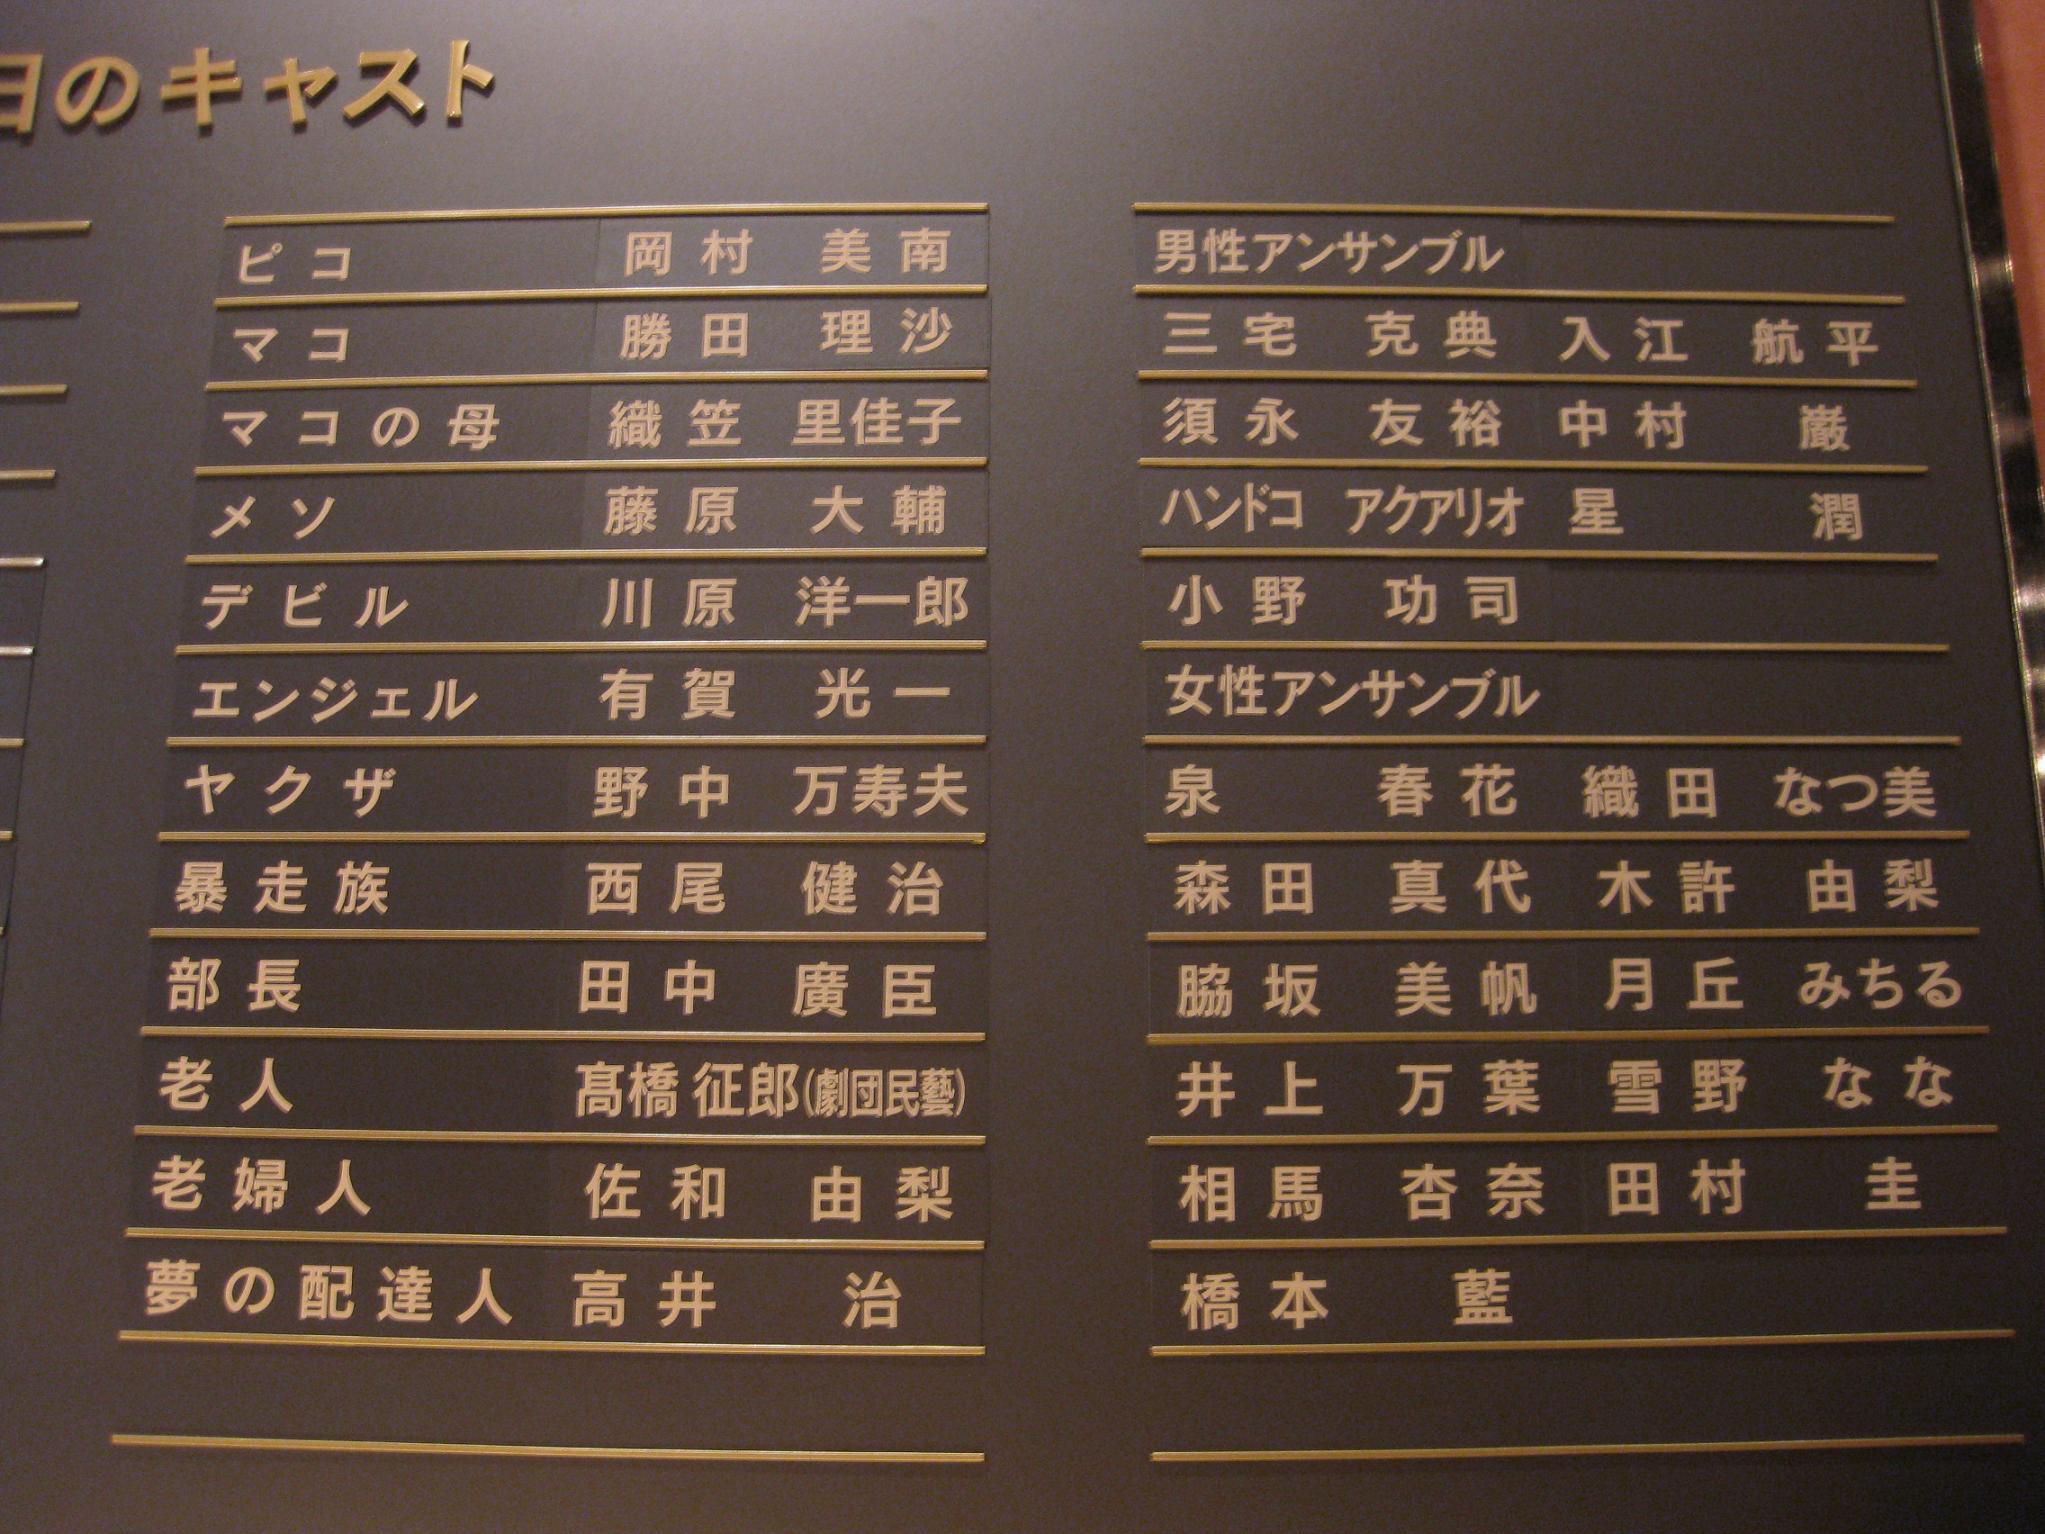 日のキャスト
ピコ 岡村 美南
マコ 勝田 理沙
マコの母 織笠 里佳子
メソ 藤原 大輔
デビル 川原 洋一郎
エンジェル 有賀 光一
ヤクザ 野中 万寿夫
暴走族 西尾 健治
部長 田中 廣臣
老人 髙橋 征郎(劇団民藝)
老婦人 佐和 由梨
夢の配達人 高井 治
男性アンサンブル
三宅 克典 入江 航平
須永 友裕 中村 巌
ハンドコ アクアリオ 星 潤
小野 功司
女性アンサンブル
泉 春花 織田 なつ美
森田 真代 木許 由梨
脇坂 美帆 月丘 みちる
井上 万葉 雪野 なな
相馬 杏奈 田村 圭
橋本 藍